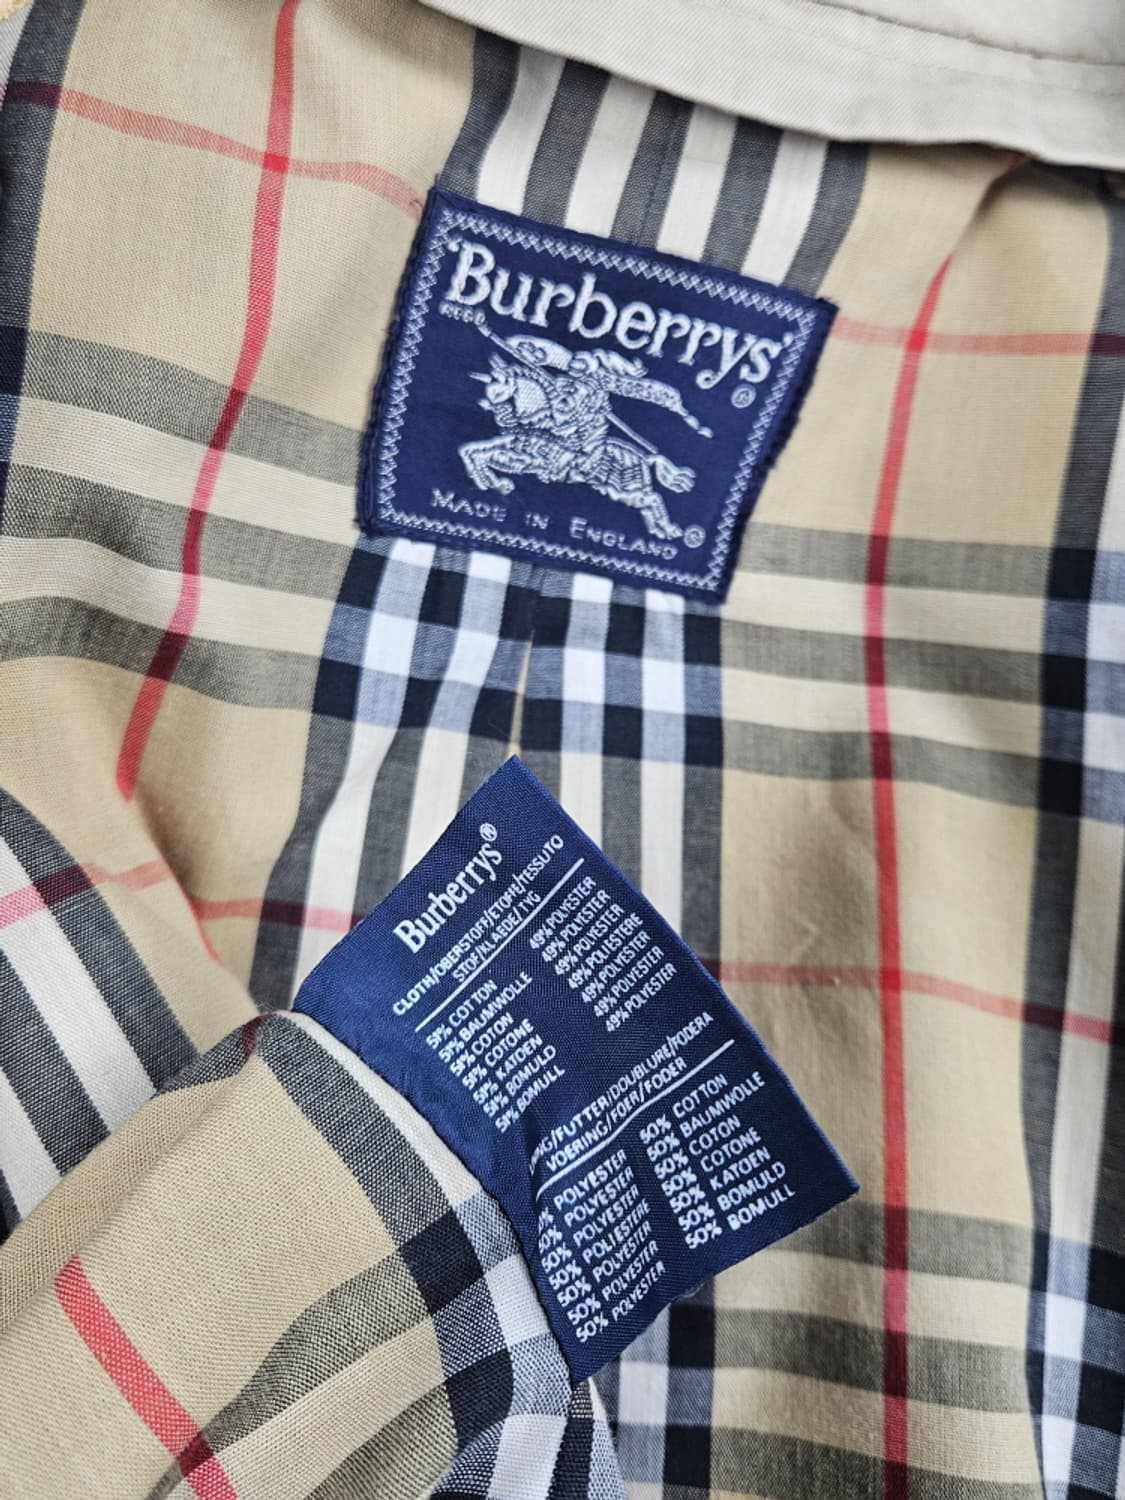 'Burberrys'
REGD
®
MADE IN ENGLAND ®
Burberrys®
CLOTH/OBERSTOFF/ETOFFE/TESSUTO
STOF/KLAEDE/TYG
51% COTTON 49% POLYESTER
51% BAUMWOLLE 49% POLYESTER
51% COTON 49% POLYESTER
51% COTONE 49% POLIESTERE
51% KATOEN 49% POLYESTER
51% BOMULD 49% POLYESTER
51% BOMULL 49% POLYESTER
/FUTTER/DOUBLURE/FODERA
VOERING/FOER/FODER
POLYESTER 50% COTTON
POLYESTER 50% BAUMWOLLE
50% POLYESTER 50% COTON
50% POLIESTERE 50% COTONE
50% POLYESTER 50% KATOEN
50% POLYESTER 50% BOMULD
50% POLYESTER 50% BOMULL